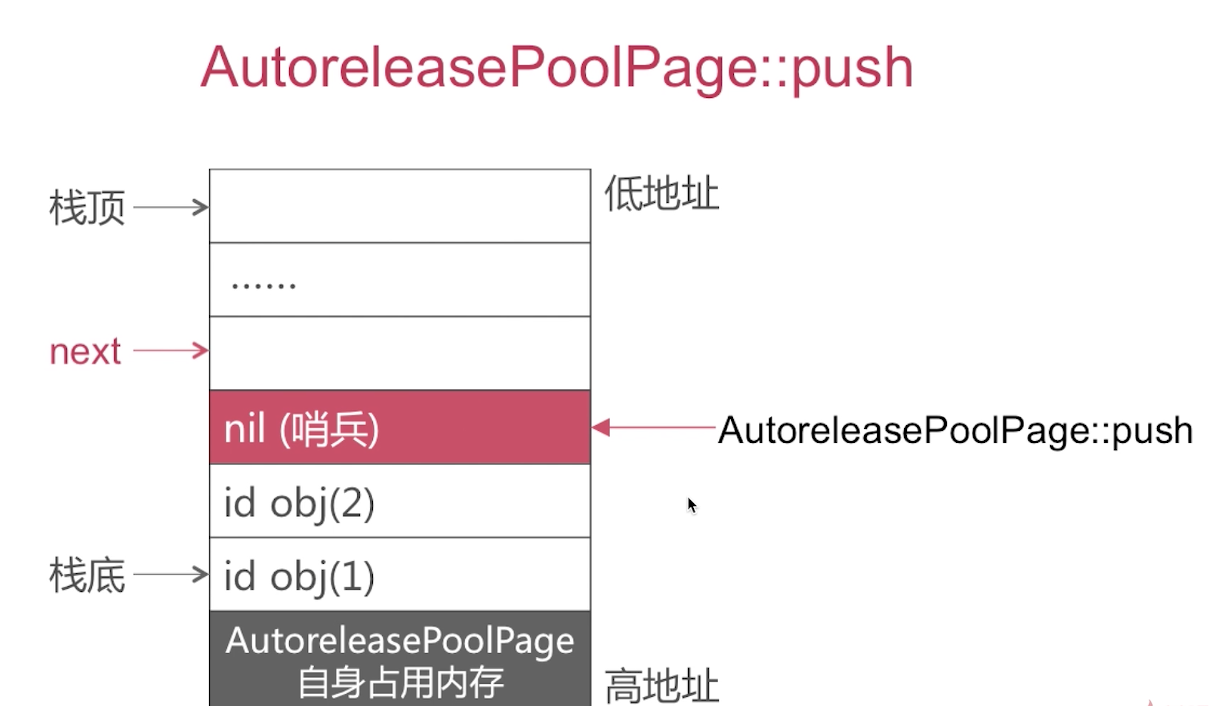 AutoreleasePoolPage::push
栈顶
低地址
......
next
nil (哨兵)
AutoreleasePoolPage::push
id obj(2)
栈底
id obj(1)
AutoreleasePoolPage
自身占用内存
高地址